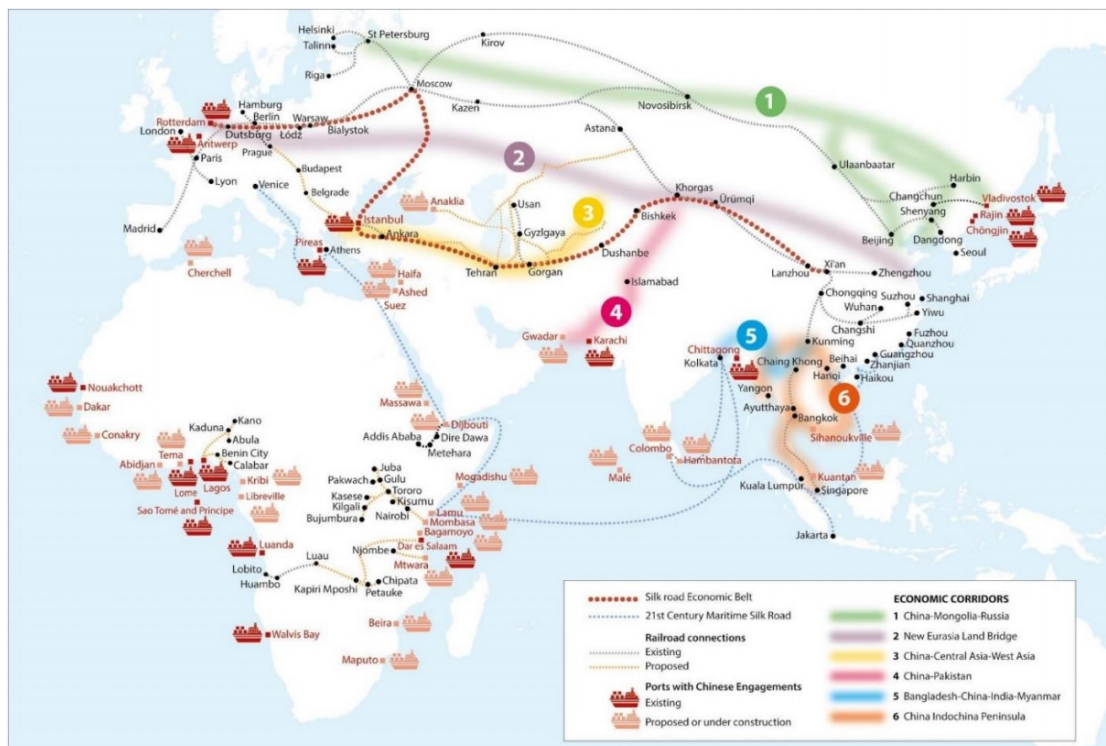 Helsinki
Talinn
St Petersburg
Riga
Kirov
Moscow
Kazen
Novosibirsk
1
Astana
Ulaanbaatar
Harbin
Changchun
Vladivostok
Shenyang
Rajin
Chōngjin
Beijing
Dangdong
Seoul
Hamburg
Rotterdam
Berlin
Warsaw
London
Dutsburg
Łódź
Bialystok
Antwerp
Prague
Paris
2
Budapest
Lyon
Venice
Belgrade
Anaklia
Usan
3
Khorgas
Ürümqi
Bishkek
Istanbul
Gyzlgaya
Madrid
Ankara
Pireas
Athens
Dushanbe
Tehran
Gorgan
Lanzhou
Xi'an
Zhengzhou
Cherchell
Haifa
Ashed
Suez
Islamabad
Chongqing
Suzhou
Shanghai
Wuhan
Yiwu
Changshi
4
Gwadar
Karachi
5
Kunming
Fuzhou
Quanzhou
Chittagong
Chaing Khong
Beihai
Guangzhou
Kolkata
Hanoi
Zhanjian
Haikou
Yangon
6
Ayutthaya
Bangkok
Sihanoukville
Nouakchott
Dakar
Massawa
Conakry
Kano
Kaduna
Abula
Dijbouti
Addis Ababa
Dire Dawa
Metehara
Tema
Benin City
Abidjan
Calabar
Colombo
Hambantota
Kuantan
Lome
Lagos
Kribi
Juba
Mogadishu
Malé
Kuala Lumpur
Singapore
Pakwach
Gulu
Libreville
Kasese
Tororo
Sao Tomé and Principe
Kilgali
Kisumu
Lamu
Bujumbura
Nairobi
Mombasa
Bagamoyo
Jakarta
Luanda
Njombe
Dar es Salaam
Luau
Mtwara
Lobito
Huambo
Kapiri Mposhi
Chipata
Petauke
Walvis Bay
Beira
Maputo
Silk road Economic Belt
21st Century Maritime Silk Road
Railroad connections
Existing
Proposed
Ports with Chinese Engagements
Existing
Proposed or under construction
ECONOMIC CORRIDORS
1 China-Mongolia-Russia
2 New Eurasia Land Bridge
3 China-Central Asia-West Asia
4 China-Pakistan
5 Bangladesh-China-India-Myanmar
6 China Indochina Peninsula